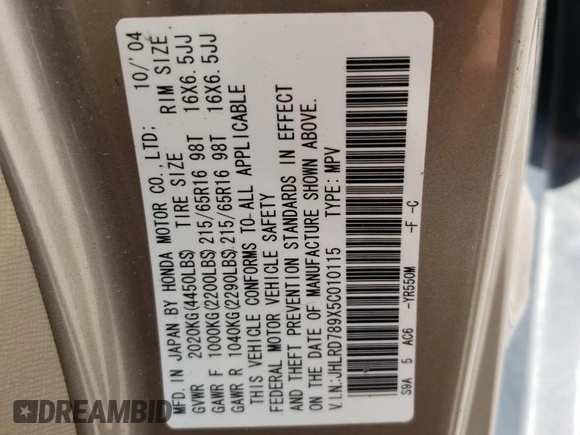 MFD. IN JAPAN BY HONDA MOTOR CO., LTD; 10/'04
GVWR 2020KG(4450LBS) TIRE SIZE RIM SIZE
GAWR F 1000KG(2200LBS) 215/65R16 98T 16X6.5JJ
GAWR R 1040KG(2290LBS) 215/65R16 98T 16X6.5JJ
THIS VEHICLE CONFORMS TO ALL APPLICABLE
FEDERAL MOTOR VEHICLE SAFETY
AND THEFT PREVENTION STANDARDS IN EFFECT
ON THE DATE OF MANUFACTURE SHOWN ABOVE.
V.I.N.:JHLRD789X5C010115 TYPE: MPV
S9A 5 AC6 -YR550M -F -C
DREAMBID